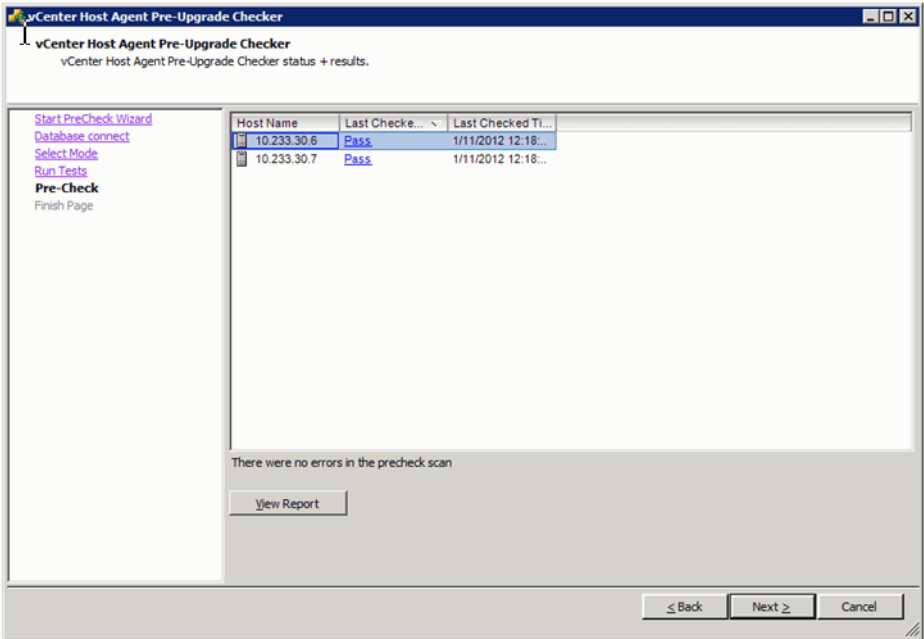 vCenter Host Agent Pre-Upgrade Checker
vCenter Host Agent Pre-Upgrade Checker
vCenter Host Agent Pre-Upgrade Checker status + results.
Start PreCheck Wizard
Database connect
Select Mode
Run Tests
Pre-Check
Finish Page
Host Name Last Checke... Last Checked Ti...
10.233.30.6 Pass 1/11/2012 12:18:..
10.233.30.7 Pass 1/11/2012 12:18:..
There were no errors in the precheck scan
View Report
< Back Next > Cancel